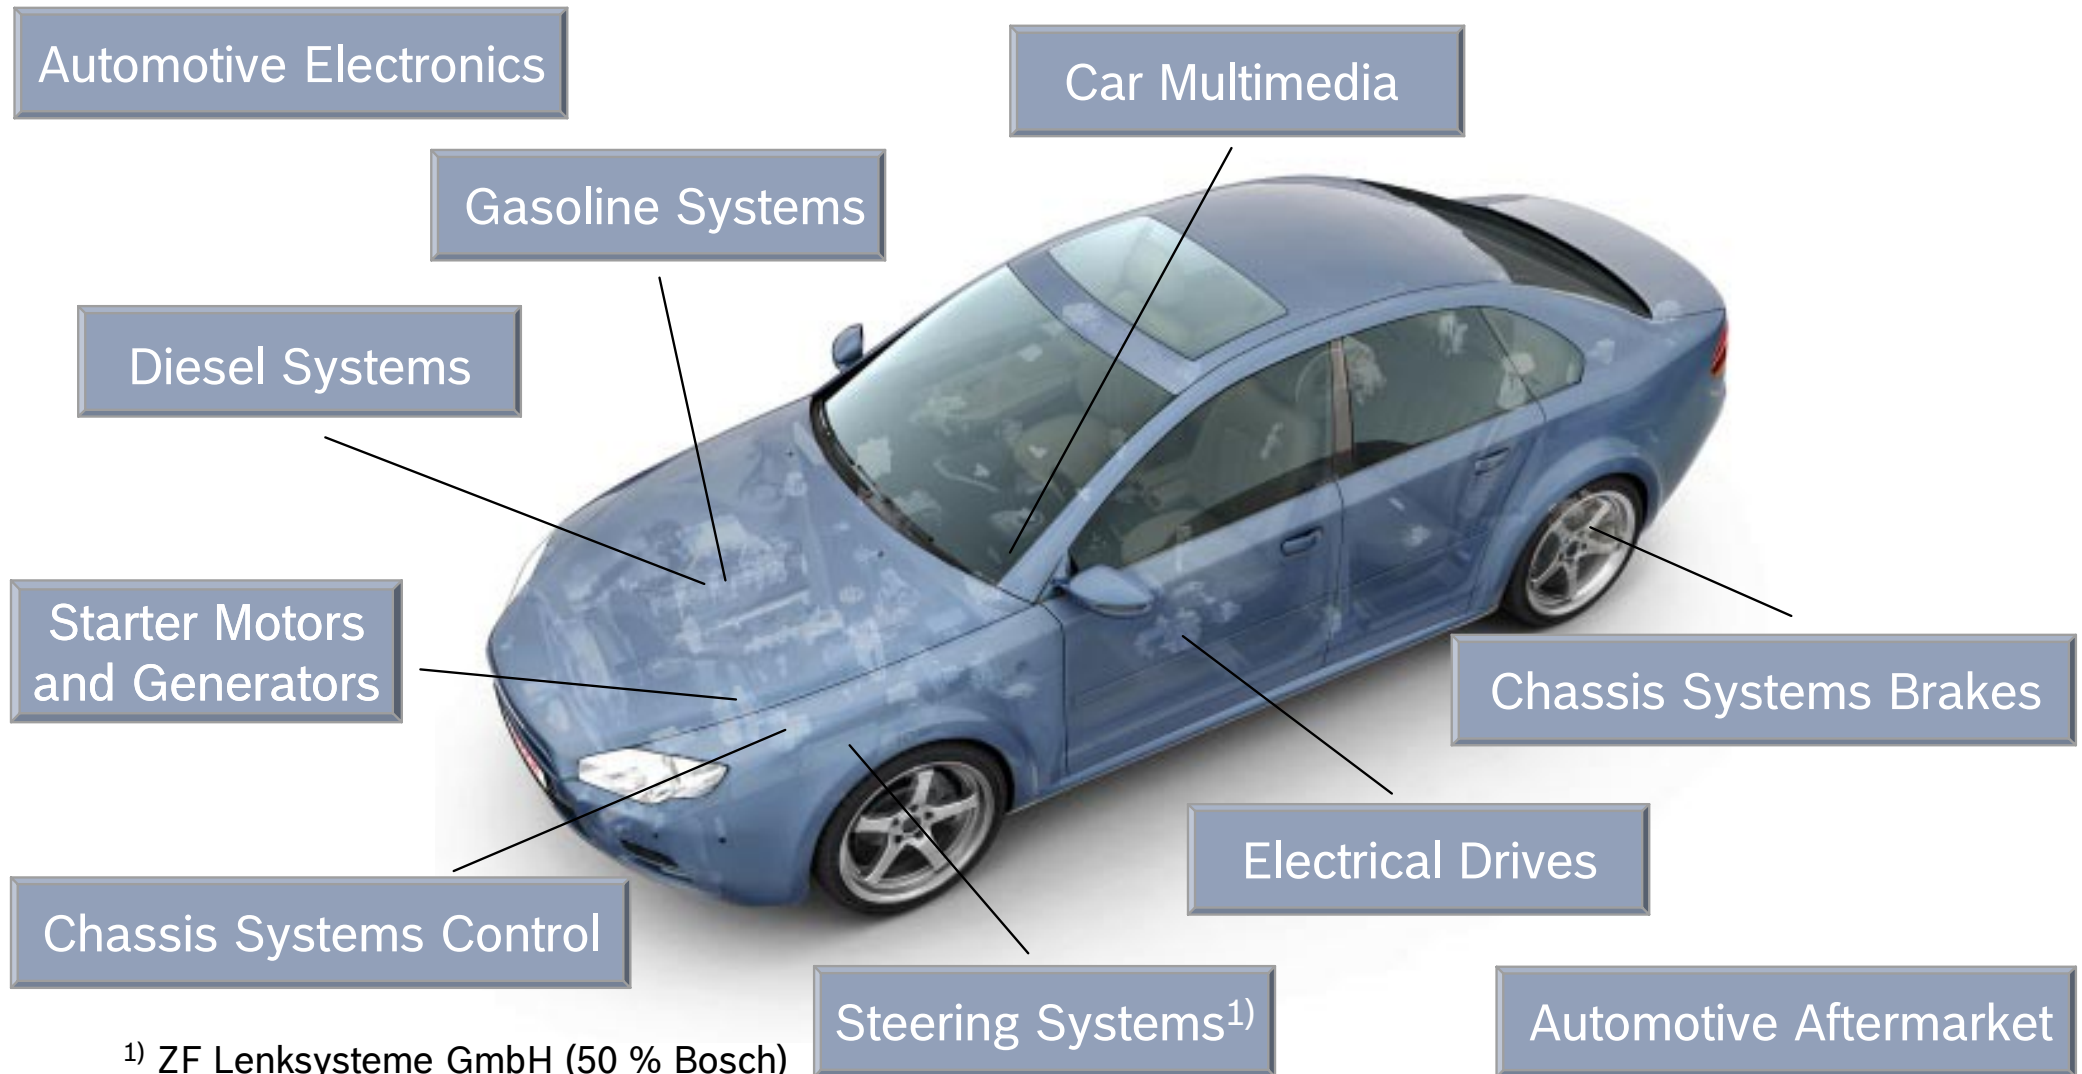 Automotive Electronics
Car Multimedia
Gasoline Systems
Diesel Systems
Starter Motors
and Generators
Chassis Systems Brakes
Electrical Drives
Chassis Systems Control
Steering Systems¹⁾
Automotive Aftermarket
¹⁾ ZF Lenksysteme GmbH (50 % Bosch)